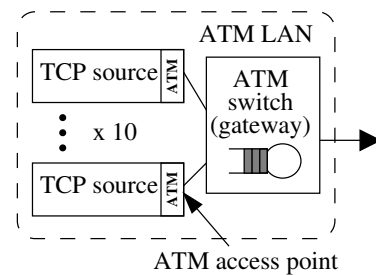 ATM LAN
TCP source
ATM
ATM
switch
(gateway)
x 10
TCP source
ATM
ATM access point